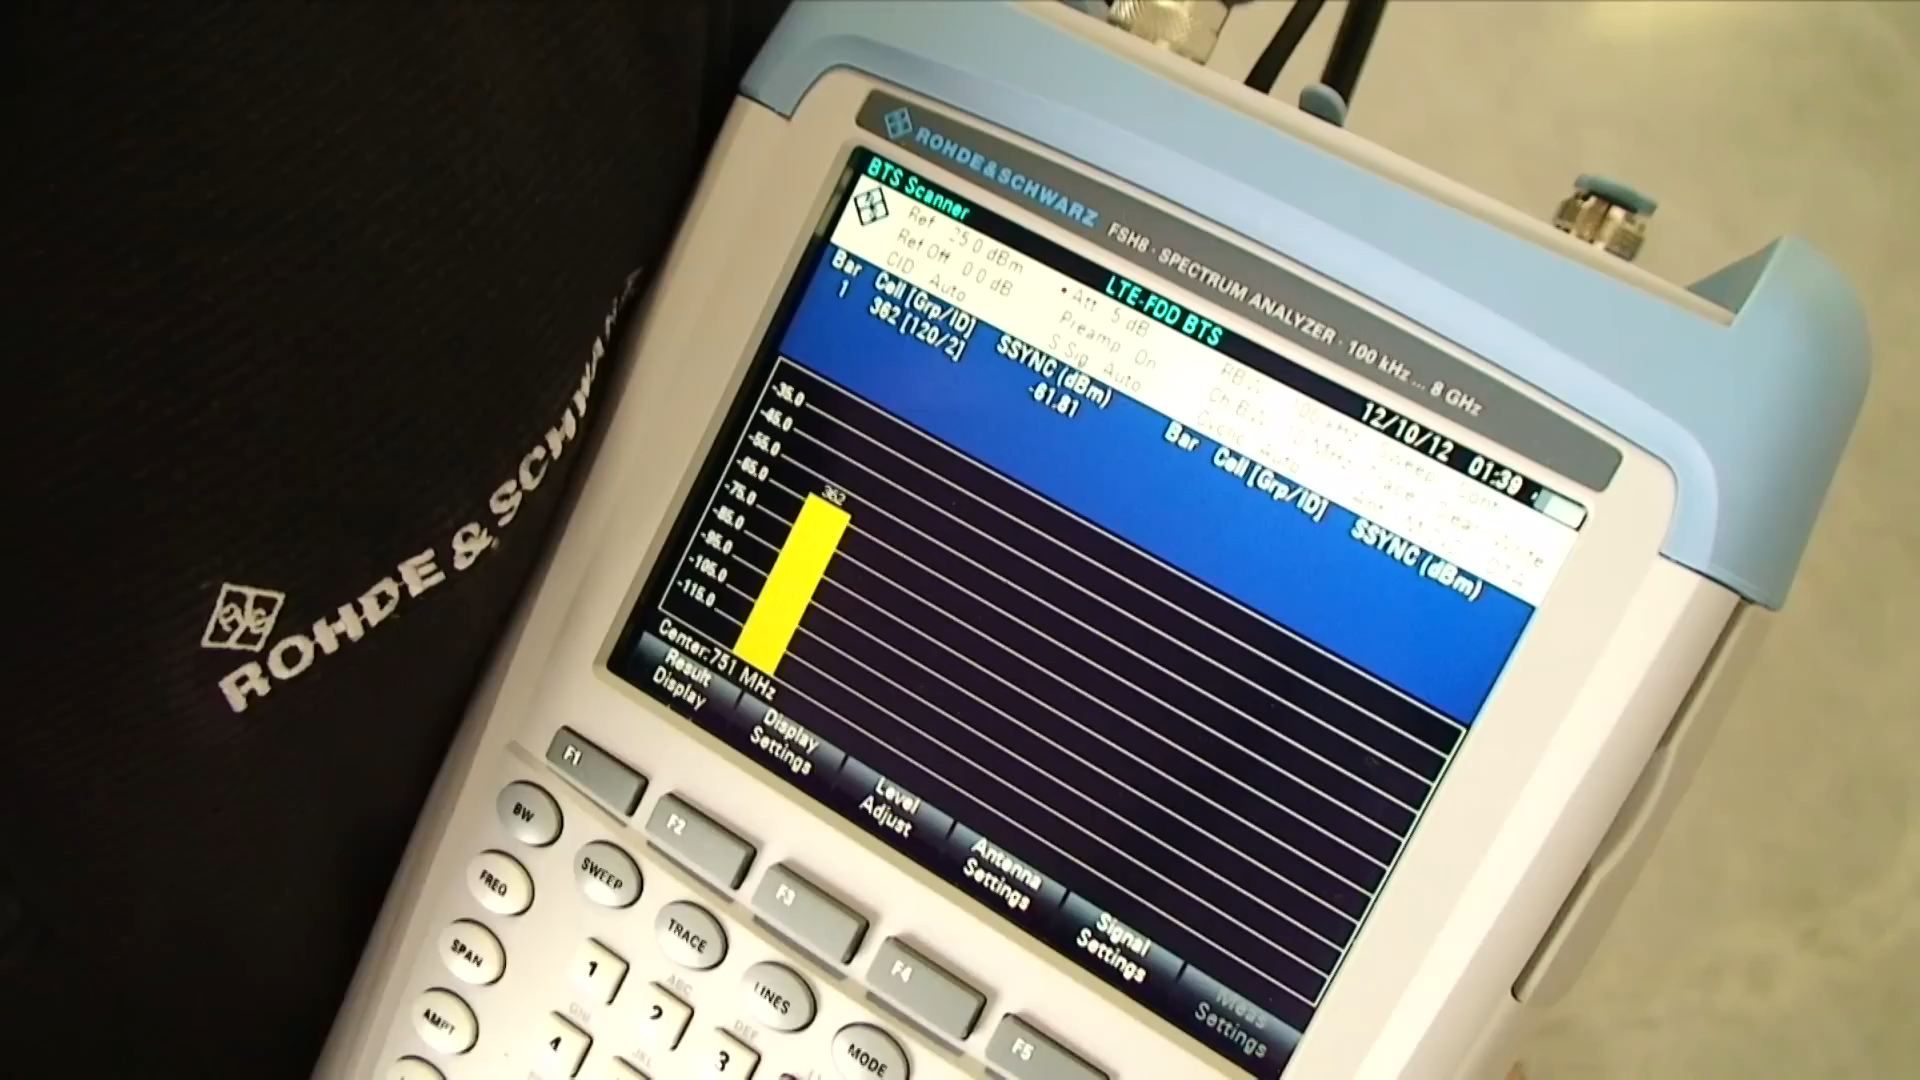 ROHDE & SCHWARZ
ROHDE&SCHWARZ FSH8 · SPECTRUM ANALYZER · 100 kHz ... 8 GHz
BTS Scanner LTE-FDD BTS 12/10/12 01:39
Ref -25.0 dBm • Att 5 dB
Ref Off 0.0 dB Preamp On
CID Auto S.Sig Auto
Bar Cell [Grp/ID] SSYNC (dBm) Bar Cell [Grp/ID] SSYNC (dBm)
1 362 [120/2] -61.81
-35.0
-45.0
-55.0
-65.0
-75.0
-85.0
-95.0
-105.0
-115.0
362
Center:751 MHz
Result Display
Display Settings
Level Adjust
Antenna Settings
Signal Settings
Meas Settings
F1
F2
F3
F4
F5
BW
SWEEP
FREQ
TRACE
SPAN
LINES
AMPT
MODE
1
ABC
2
DEF
3
GHI
4
JKL